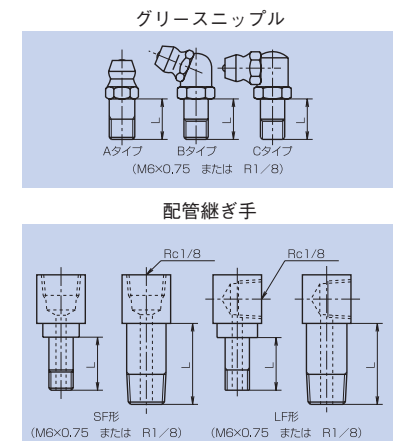 グリースニップル
L L L
Aタイプ Bタイプ Cタイプ
(M6×0.75 または R1/8)
配管継ぎ手
Rc1/8 Rc1/8
L L L L
SF形 LF形
(M6×0.75 または R1/8) (M6×0.75 または R1/8)